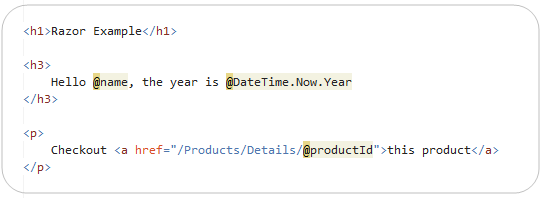 <h1>Razor Example</h1>
<h3>
Hello @name, the year is @DateTime.Now.Year
</h3>
<p>
Checkout <a href="/Products/Details/@productId">this product</a>
</p>